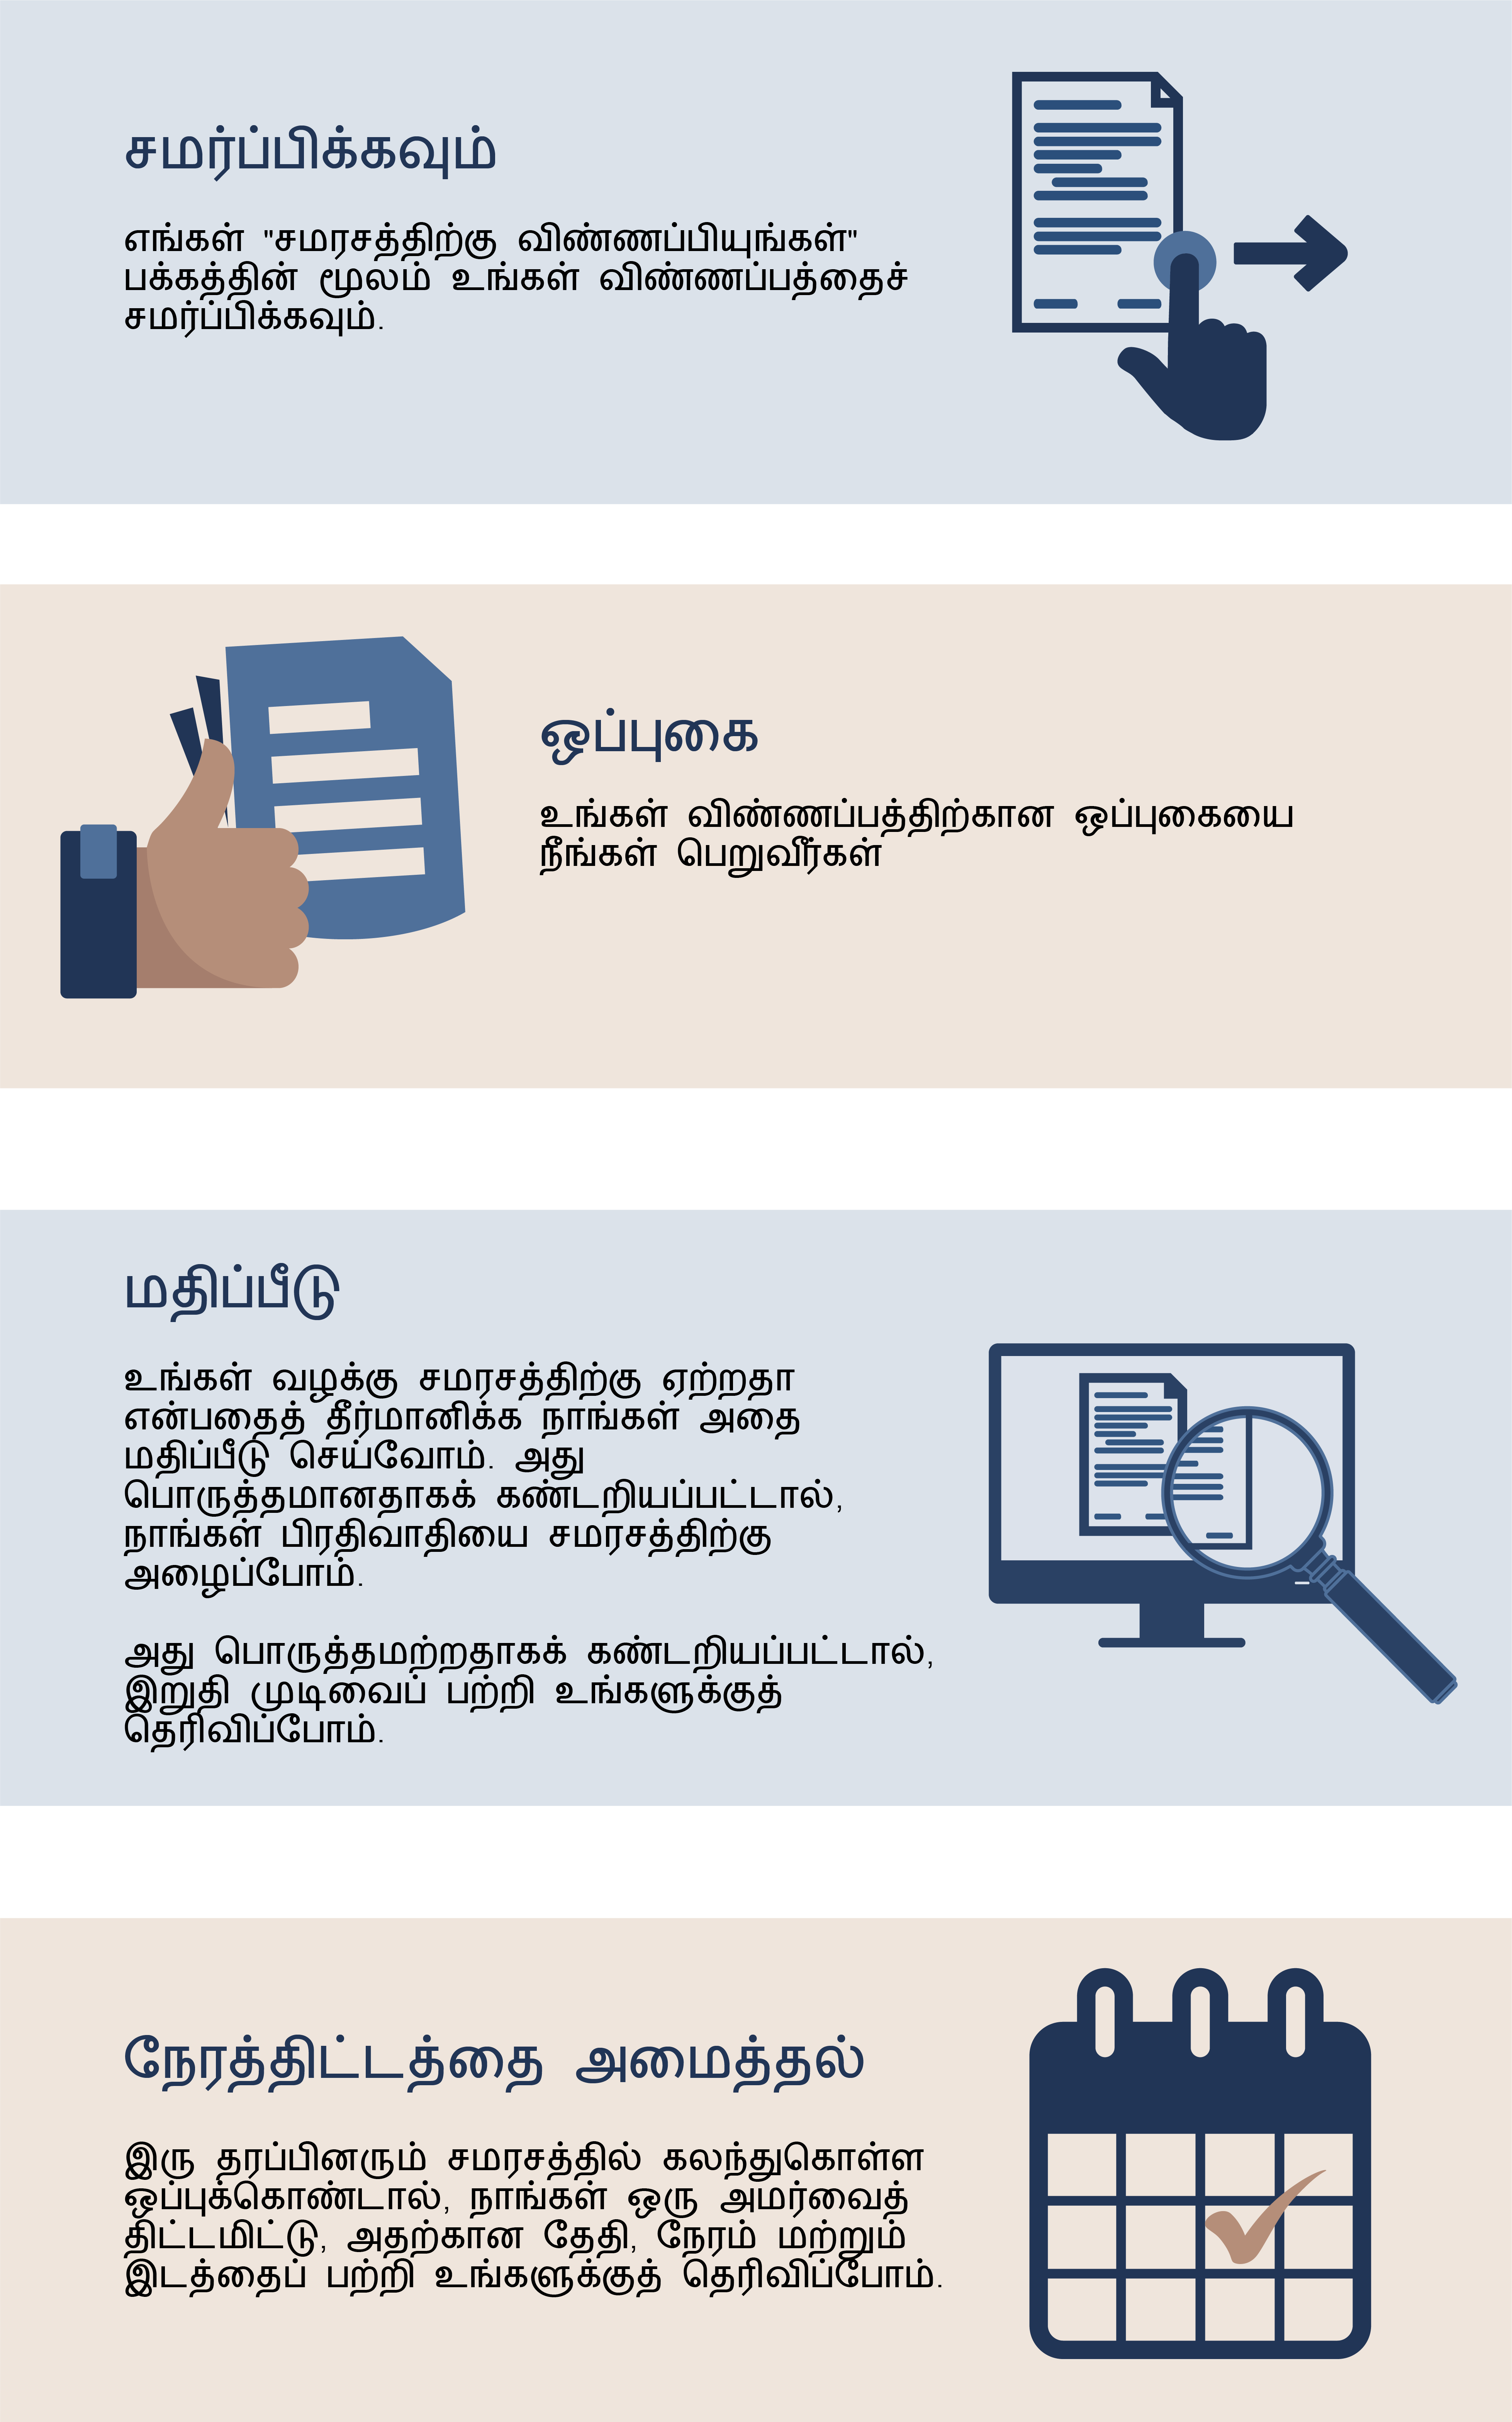 சமர்ப்பிக்கவும்
எங்கள் "சமரசத்திற்கு விண்ணப்பியுங்கள்"
பக்கத்தின் மூலம் உங்கள் விண்ணப்பத்தைச்
சமர்ப்பிக்கவும்.
ஒப்புகை
உங்கள் விண்ணப்பத்திற்கான ஒப்புகையை
நீங்கள் பெறுவீர்கள்
மதிப்பீடு
உங்கள் வழக்கு சமரசத்திற்கு ஏற்றதா
என்பதைத் தீர்மானிக்க நாங்கள் அதை
மதிப்பீடு செய்வோம். அது
பொருத்தமானதாகக் கண்டறியப்பட்டால்,
நாங்கள் பிரதிவாதியை சமரசத்திற்கு
அழைப்போம்.
அது பொருத்தமற்றதாகக் கண்டறியப்பட்டால்,
இறுதி முடிவைப் பற்றி உங்களுக்குத்
தெரிவிப்போம்.
நேரத்திட்டத்தை அமைத்தல்
இரு தரப்பினரும் சமரசத்தில் கலந்துகொள்ள
ஒப்புக்கொண்டால், நாங்கள் ஒரு அமர்வைத்
திட்டமிட்டு, அதற்கான தேதி, நேரம் மற்றும்
இடத்தைப் பற்றி உங்களுக்குத் தெரிவிப்போம்.